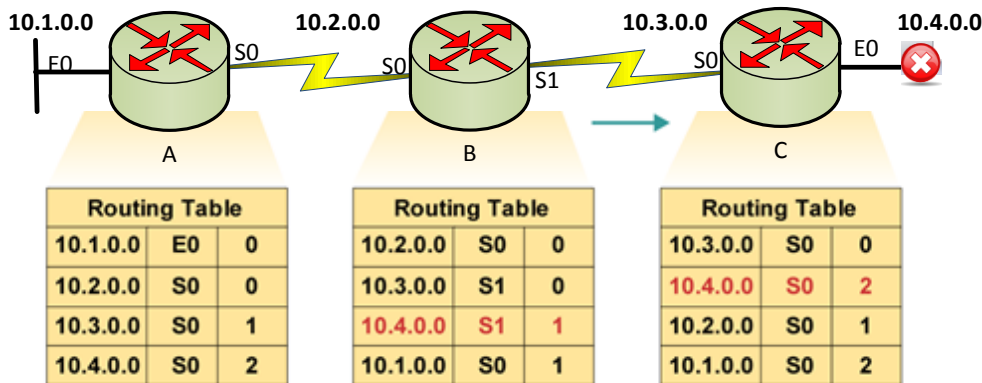 10.1.0.0 10.2.0.0 10.3.0.0 10.4.0.0
E0 S0 S0 S1 S0 E0
A B C
Routing Table
10.1.0.0 E0 0
10.2.0.0 S0 0
10.3.0.0 S0 1
10.4.0.0 S0 2
Routing Table
10.2.0.0 S0 0
10.3.0.0 S1 0
10.4.0.0 S1 1
10.1.0.0 S0 1
Routing Table
10.3.0.0 S0 0
10.4.0.0 S0 2
10.2.0.0 S0 1
10.1.0.0 S0 2